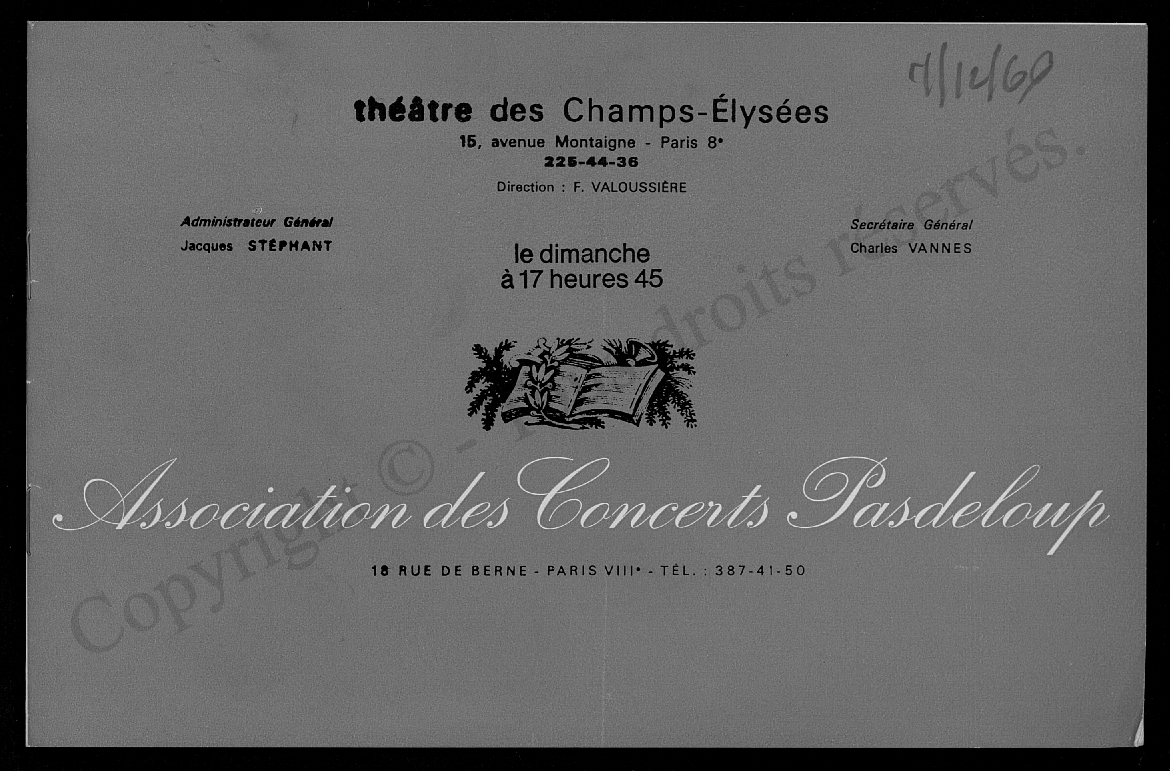 7/12/69
théâtre des Champs-Élysées
15, avenue Montaigne - Paris 8e
225-44-36
Direction : F. VALOUSSIÈRE
Administrateur Général
Jacques STÉPHANT
Secrétaire Général
Charles VANNES
le dimanche
à 17 heures 45
Association des Concerts Pasdeloup
18 RUE DE BERNE - PARIS VIIIe - TÉL. : 387-41-50
Copyright © - droits réservés.